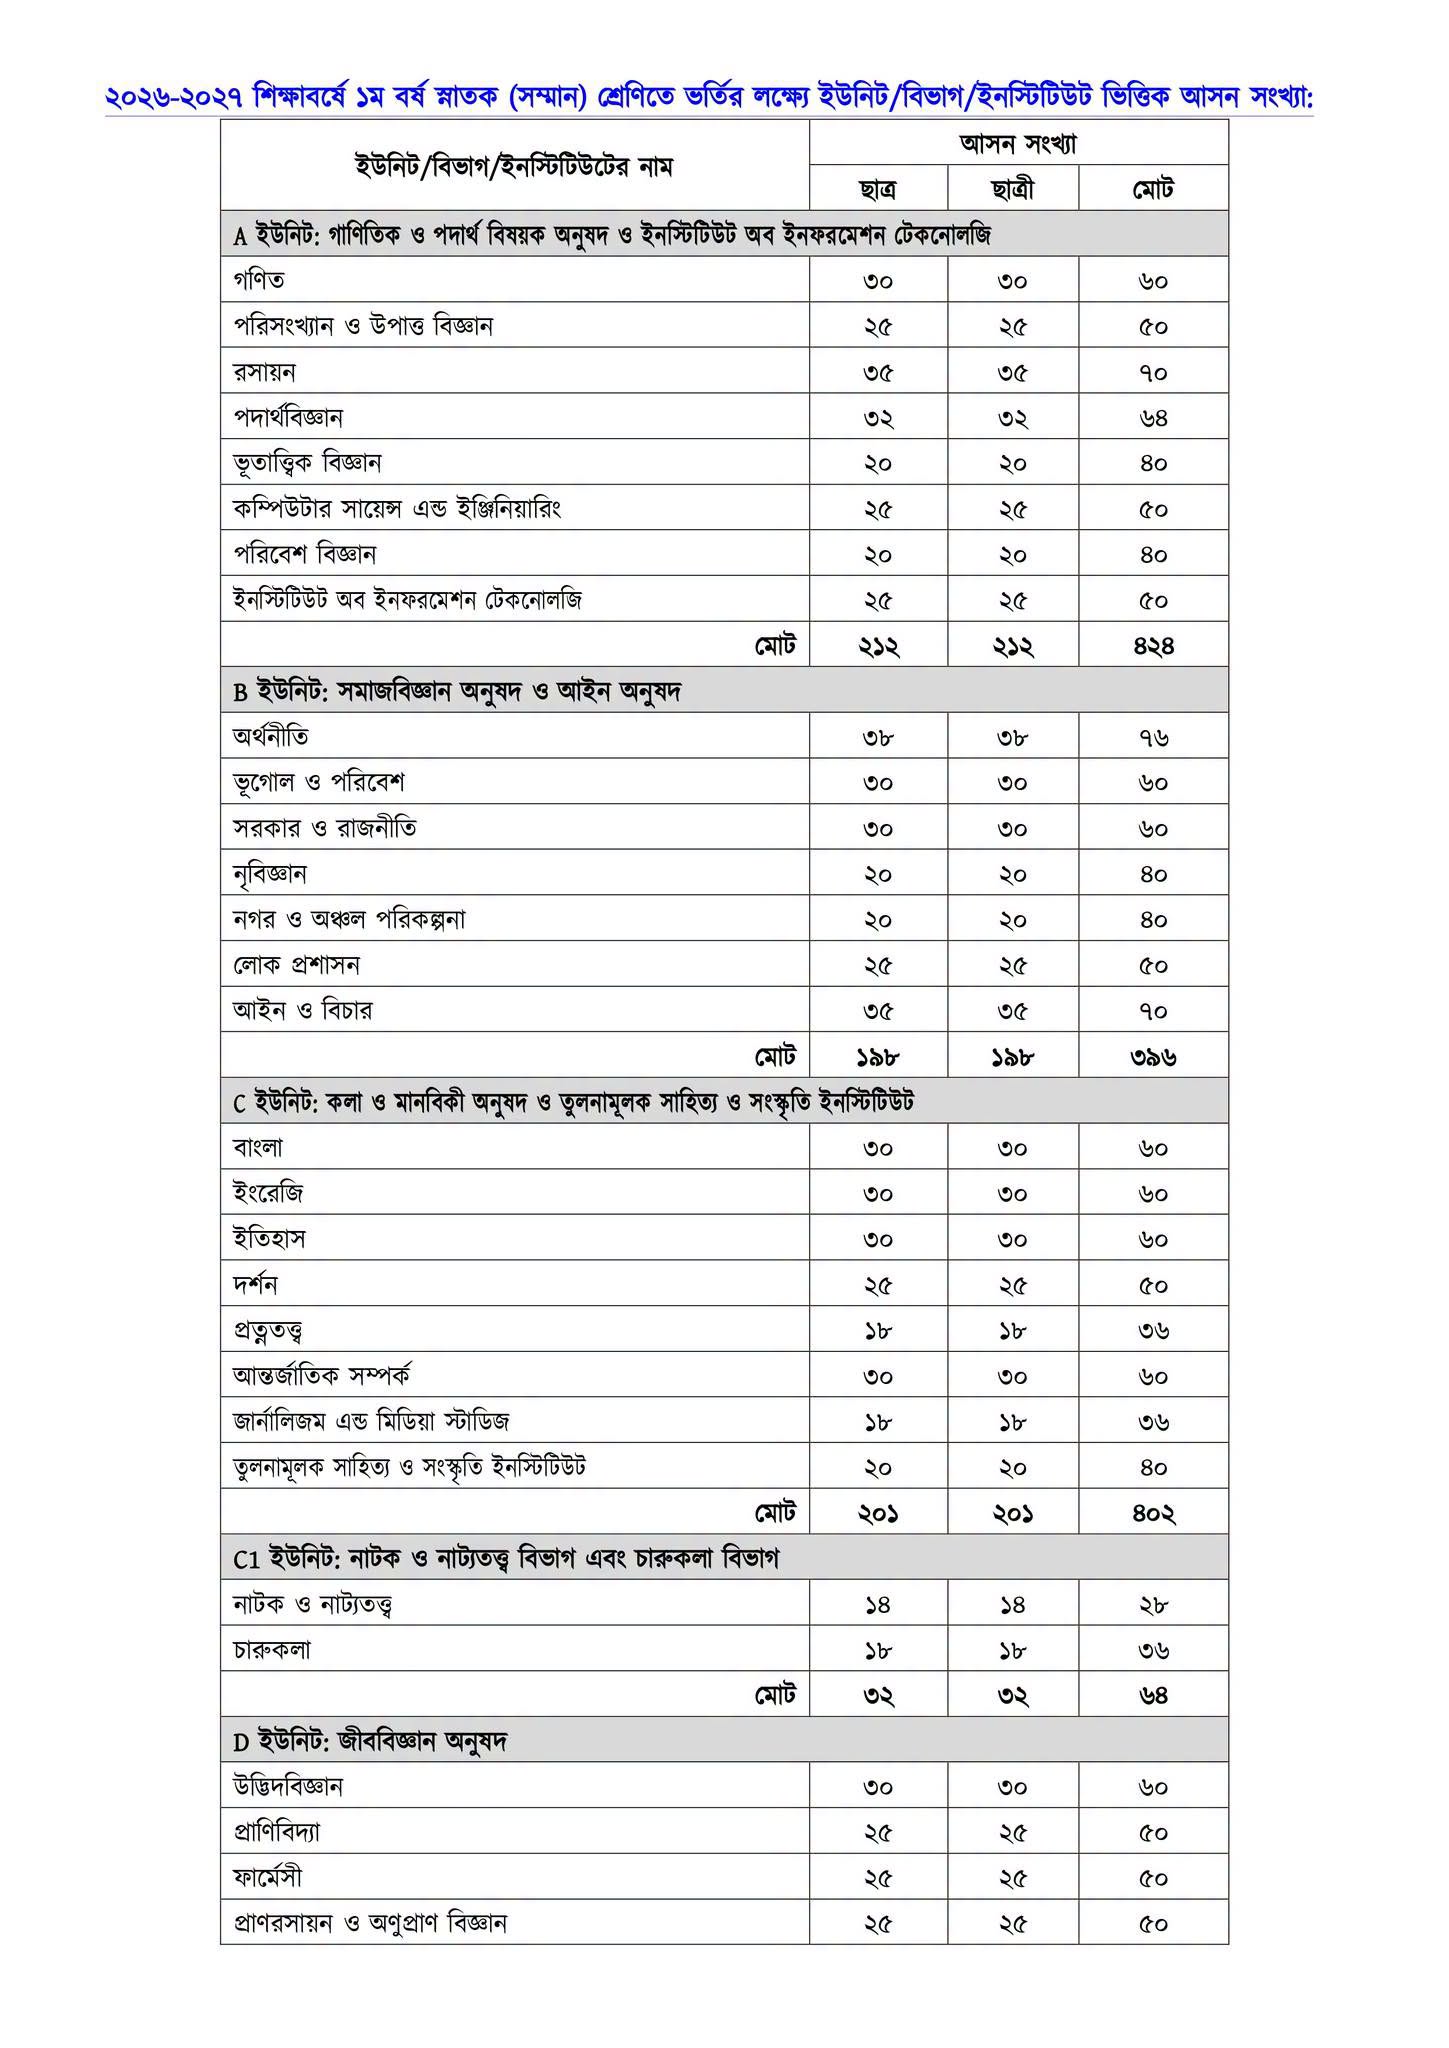 ২০২৬-২০২৭ শিক্ষাবর্ষে ১ম বর্ষ স্নাতক (সম্মান) শ্রেণিতে ভর্তির লক্ষ্যে ইউনিট/বিভাগ/ইনস্টিটিউট ভিত্তিক আসন সংখ্যা:
ইউনিট/বিভাগ/ইনস্টিটিউটের নাম
আসন সংখ্যা
ছাত্র ছাত্রী মোট
A ইউনিট: গাণিতিক ও পদার্থ বিষয়ক অনুষদ ও ইনস্টিটিউট অব ইনফরমেশন টেকনোলজি
গণিত ৩০ ৩০ ৬০
পরিসংখ্যান ও উপাত্ত বিজ্ঞান ২৫ ২৫ ৫০
রসায়ন ৩৫ ৩৫ ৭০
পদার্থবিজ্ঞান ৩২ ৩২ ৬৪
ভূতাত্ত্বিক বিজ্ঞান ২০ ২০ ৪০
কম্পিউটার সায়েন্স এন্ড ইঞ্জিনিয়ারিং ২৫ ২৫ ৫০
পরিবেশ বিজ্ঞান ২০ ২০ ৪০
ইনস্টিটিউট অব ইনফরমেশন টেকনোলজি ২৫ ২৫ ৫০
মোট ২১২ ২১২ ৪২৪
B ইউনিট: সমাজবিজ্ঞান অনুষদ ও আইন অনুষদ
অর্থনীতি ৩৮ ৩৮ ৭৬
ভূগোল ও পরিবেশ ৩০ ৩০ ৬০
সরকার ও রাজনীতি ৩০ ৩০ ৬০
নৃবিজ্ঞান ২০ ২০ ৪০
নগর ও অঞ্চল পরিকল্পনা ২০ ২০ ৪০
লোক প্রশাসন ২৫ ২৫ ৫০
আইন ও বিচার ৩৫ ৩৫ ৭০
মোট ১৯৮ ১৯৮ ৩৯৬
C ইউনিট: কলা ও মানবিকী অনুষদ ও তুলনামূলক সাহিত্য ও সংস্কৃতি ইনস্টিটিউট
বাংলা ৩০ ৩০ ৬০
ইংরেজি ৩০ ৩০ ৬০
ইতিহাস ৩০ ৩০ ৬০
দর্শন ২৫ ২৫ ৫০
প্রত্নতত্ত্ব ১৮ ১৮ ৩৬
আন্তর্জাতিক সম্পর্ক ৩০ ৩০ ৬০
জার্নালিজম এন্ড মিডিয়া স্টাডিজ ১৮ ১৮ ৩৬
তুলনামূলক সাহিত্য ও সংস্কৃতি ইনস্টিটিউট ২০ ২০ ৪০
মোট ২০১ ২০১ ৪০২
C1 ইউনিট: নাটক ও নাট্যতত্ত্ব বিভাগ এবং চারুকলা বিভাগ
নাটক ও নাট্যতত্ত্ব ১৪ ১৪ ২৮
চারুকলা ১৮ ১৮ ৩৬
মোট ৩২ ৩২ ৬৪
D ইউনিট: জীববিজ্ঞান অনুষদ
উদ্ভিদবিজ্ঞান ৩০ ৩০ ৬০
প্রাণিবিদ্যা ২৫ ২৫ ৫০
ফার্মেসী ২৫ ২৫ ৫০
প্রাণরসায়ন ও অণুপ্রাণ বিজ্ঞান ২৫ ২৫ ৫০